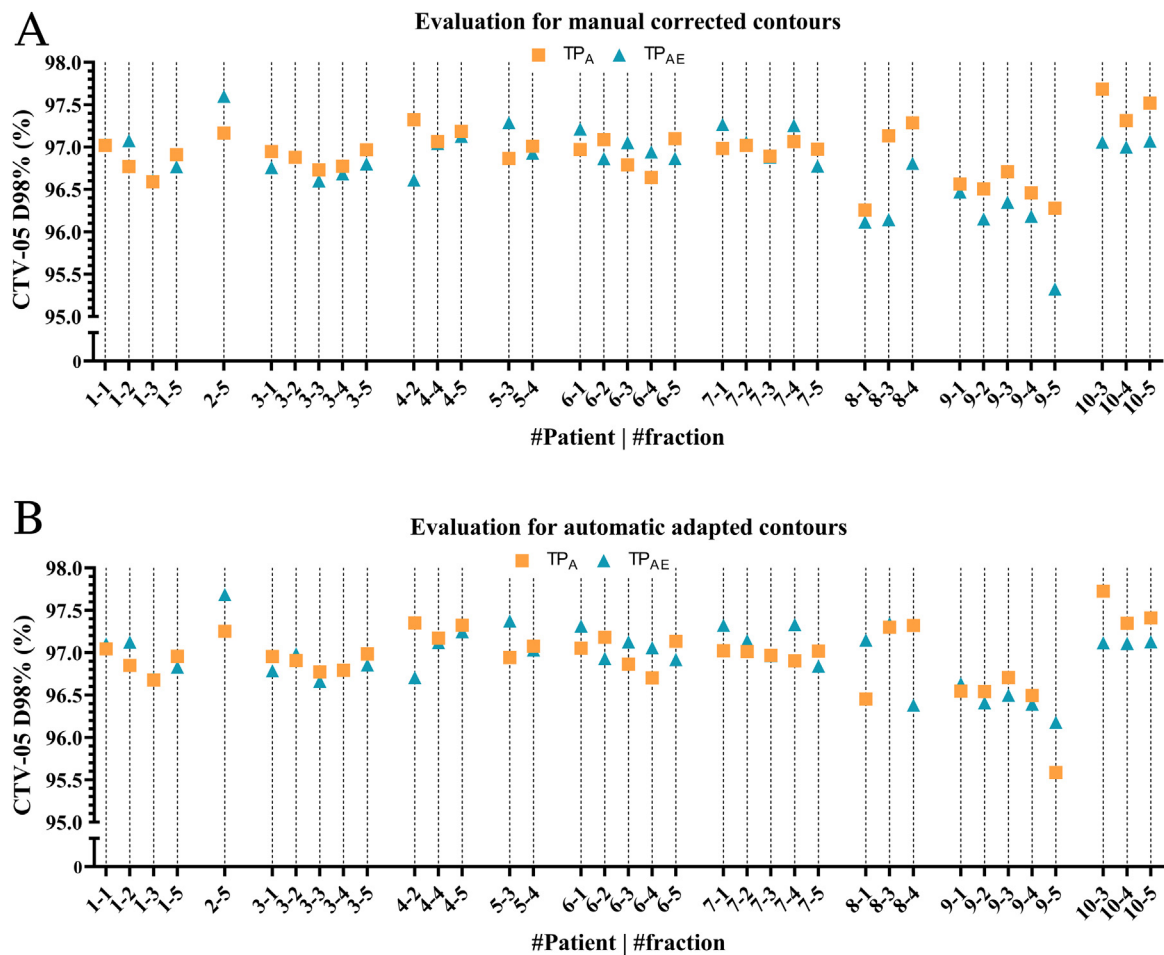 A
Evaluation for manual corrected contours
TPA TPAE
CTV-05 D98% (%)
98.0
97.5
97.0
96.5
96.0
95.5
95.0
0
1-1 1-2 1-3 1-5 2-5 3-1 3-2 3-3 3-4 3-5 4-2 4-4 4-5 5-3 5-4 6-1 6-2 6-3 6-4 6-5 7-1 7-2 7-3 7-4 7-5 8-1 8-3 8-4 9-1 9-2 9-3 9-4 9-5 10-3 10-4 10-5
#Patient | #fraction
B
Evaluation for automatic adapted contours
TPA TPAE
CTV-05 D98% (%)
98.0
97.5
97.0
96.5
96.0
95.5
95.0
0
1-1 1-2 1-3 1-5 2-5 3-1 3-2 3-3 3-4 3-5 4-2 4-4 4-5 5-3 5-4 6-1 6-2 6-3 6-4 6-5 7-1 7-2 7-3 7-4 7-5 8-1 8-3 8-4 9-1 9-2 9-3 9-4 9-5 10-3 10-4 10-5
#Patient | #fraction